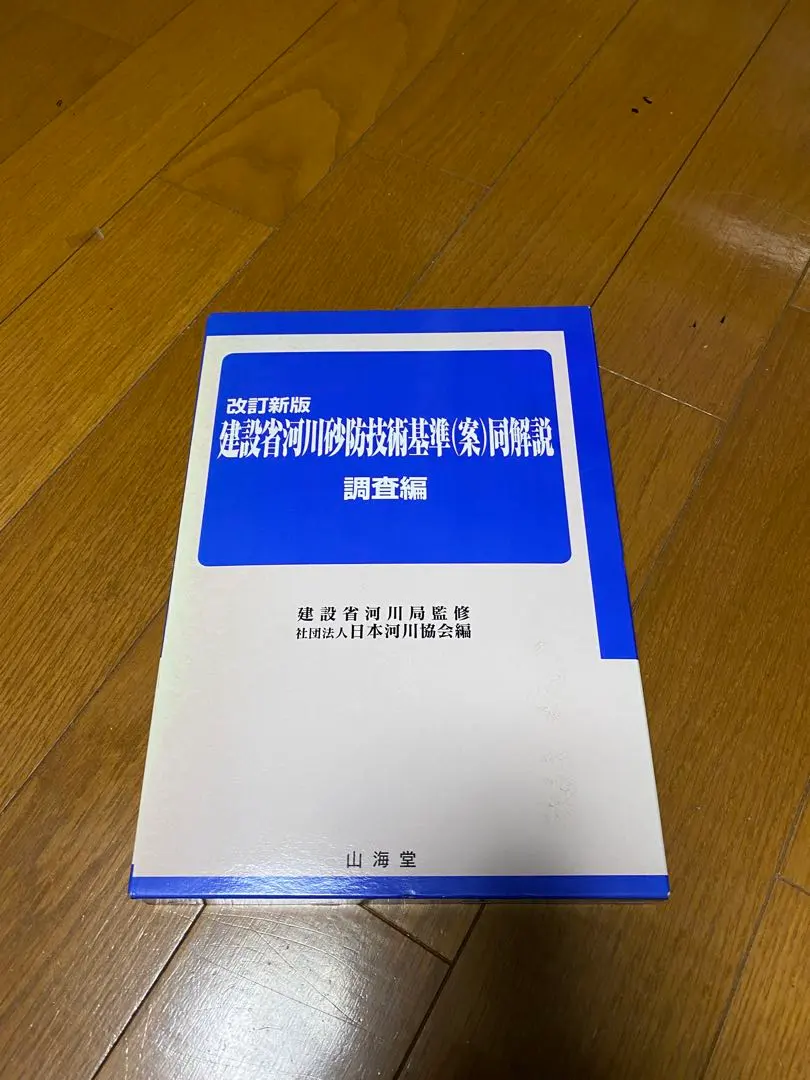 改訂新版
建設省河川砂防技術基準(案)同解説
調査編
建設省河川局監修
社団法人日本河川協会編
山海堂